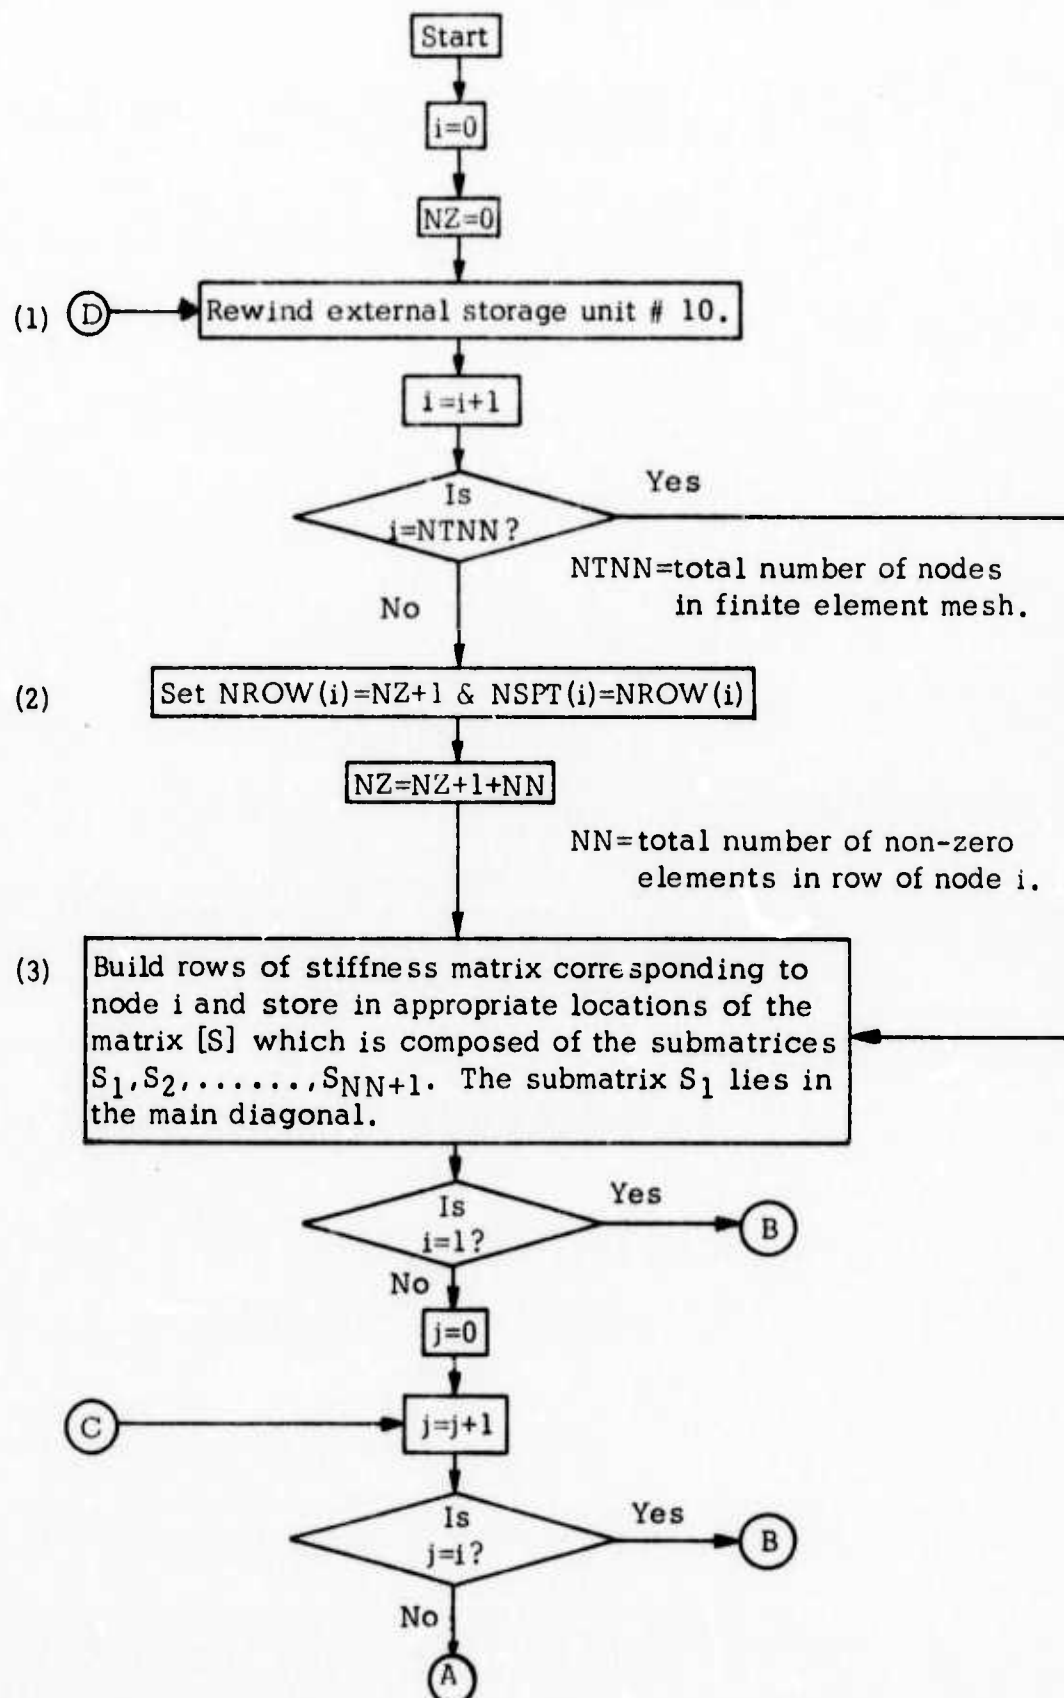 Start
i=0
NZ=0
(1) D Rewind external storage unit # 10.
i=i+1
Is
i=NTNN?
Yes
NTNN=total number of nodes
in finite element mesh.
No
(2) Set NROW(i)=NZ+1 & NSPT(i)=NROW(i)
NZ=NZ+1+NN
NN=total number of non-zero
elements in row of node i.
(3) Build rows of stiffness matrix corresponding to
node i and store in appropriate locations of the
matrix [S] which is composed of the submatrices
S1,S2,.......,SNN+1. The submatrix S1 lies in
the main diagonal.
Is
i=1?
Yes
B
No
j=0
C
j=j+1
Is
j=i?
Yes
B
No
A